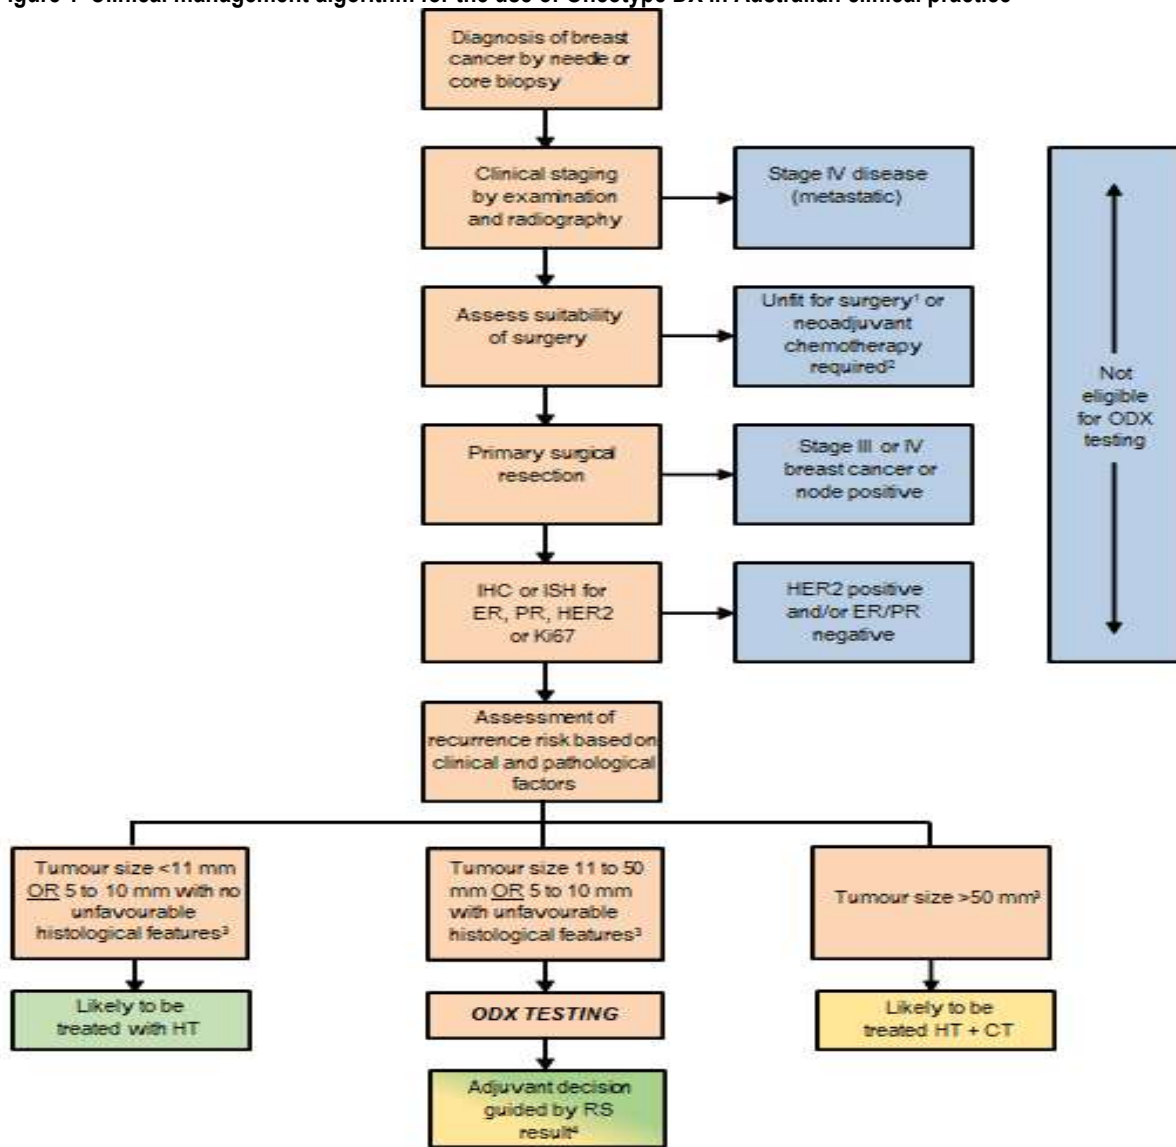 Figure 1 Clinical management algorithm for the use of Oncotype DX in Australian clinical practice
Diagnosis of breast
cancer by needle or
core biopsy
Clinical staging
by examination
and radiography
Stage IV disease
(metastatic)
Assess suitability
of surgery
Unfit for surgery¹ or
neoadjuvant
chemotherapy
required²
Primary surgical
resection
Stage III or IV
breast cancer or
node positive
IHC or ISH for
ER, PR, HER2
or Ki67
HER2 positive
and/or ER/PR
negative
Not
eligible
for ODX
testing
Assessment of
recurrence risk based on
clinical and pathological
factors
Tumour size <11 mm
OR 5 to 10 mm with no
unfavourable
histological features³
Tumour size 11 to 50
mm OR 5 to 10 mm
with unfavourable
histological features³
Tumour size >50 mm³
Likely to be
treated with HT
ODX TESTING
Likely to be
treated HT + CT
Adjuvant decision
guided by RS
result⁴